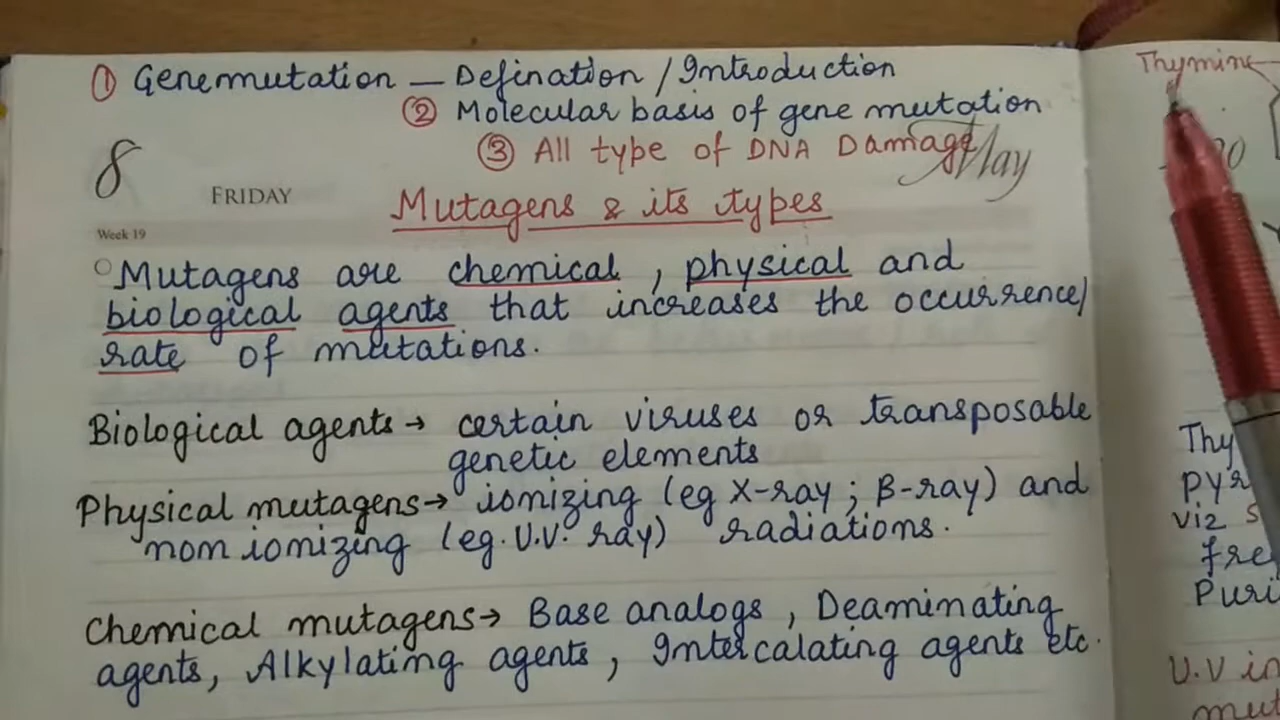 ① Genemutation — Defination / Introduction
② Molecular basis of gene mutation
③ All type of DNA Damage
8 FRIDAY May
Mutagens & its types
Week 19
Mutagens are chemical, physical and
biological agents that increases the occurrence/
rate of mutations.
Biological agents → certain viruses or transposable
genetic elements
Physical mutagens → ionizing (eg X-ray ; β-ray) and
non ionizing (eg. U.V. ray) radiations.
Chemical mutagens → Base analogs, Deaminating
agents, Alkylating agents, Intercalating agents etc.
Thymine
Thy
pyr
viz s
fre
Puri
U.V in
mut